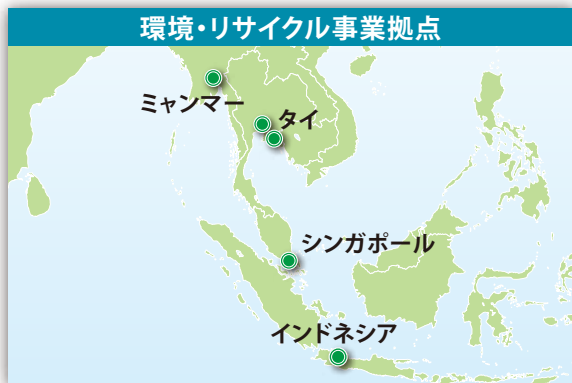 環境・リサイクル事業拠点
ミャンマー
タイ
シンガポール
インドネシア